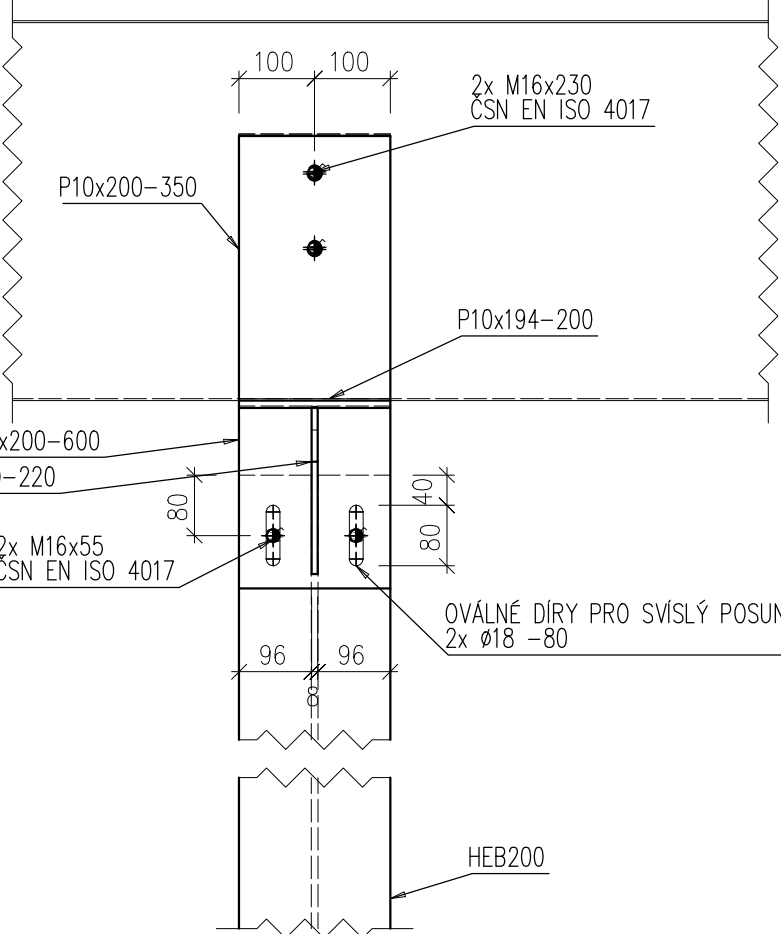 100 100
2x M16x230
ČSN EN ISO 4017
P10x200-350
P10x194-200
x200-600
-220
80
40
80
2x M16x55
ČSN EN ISO 4017
OVÁLNÉ DÍRY PRO SVÍSLÝ POSUN
2x Ø18 -80
96 96
8
HEB200